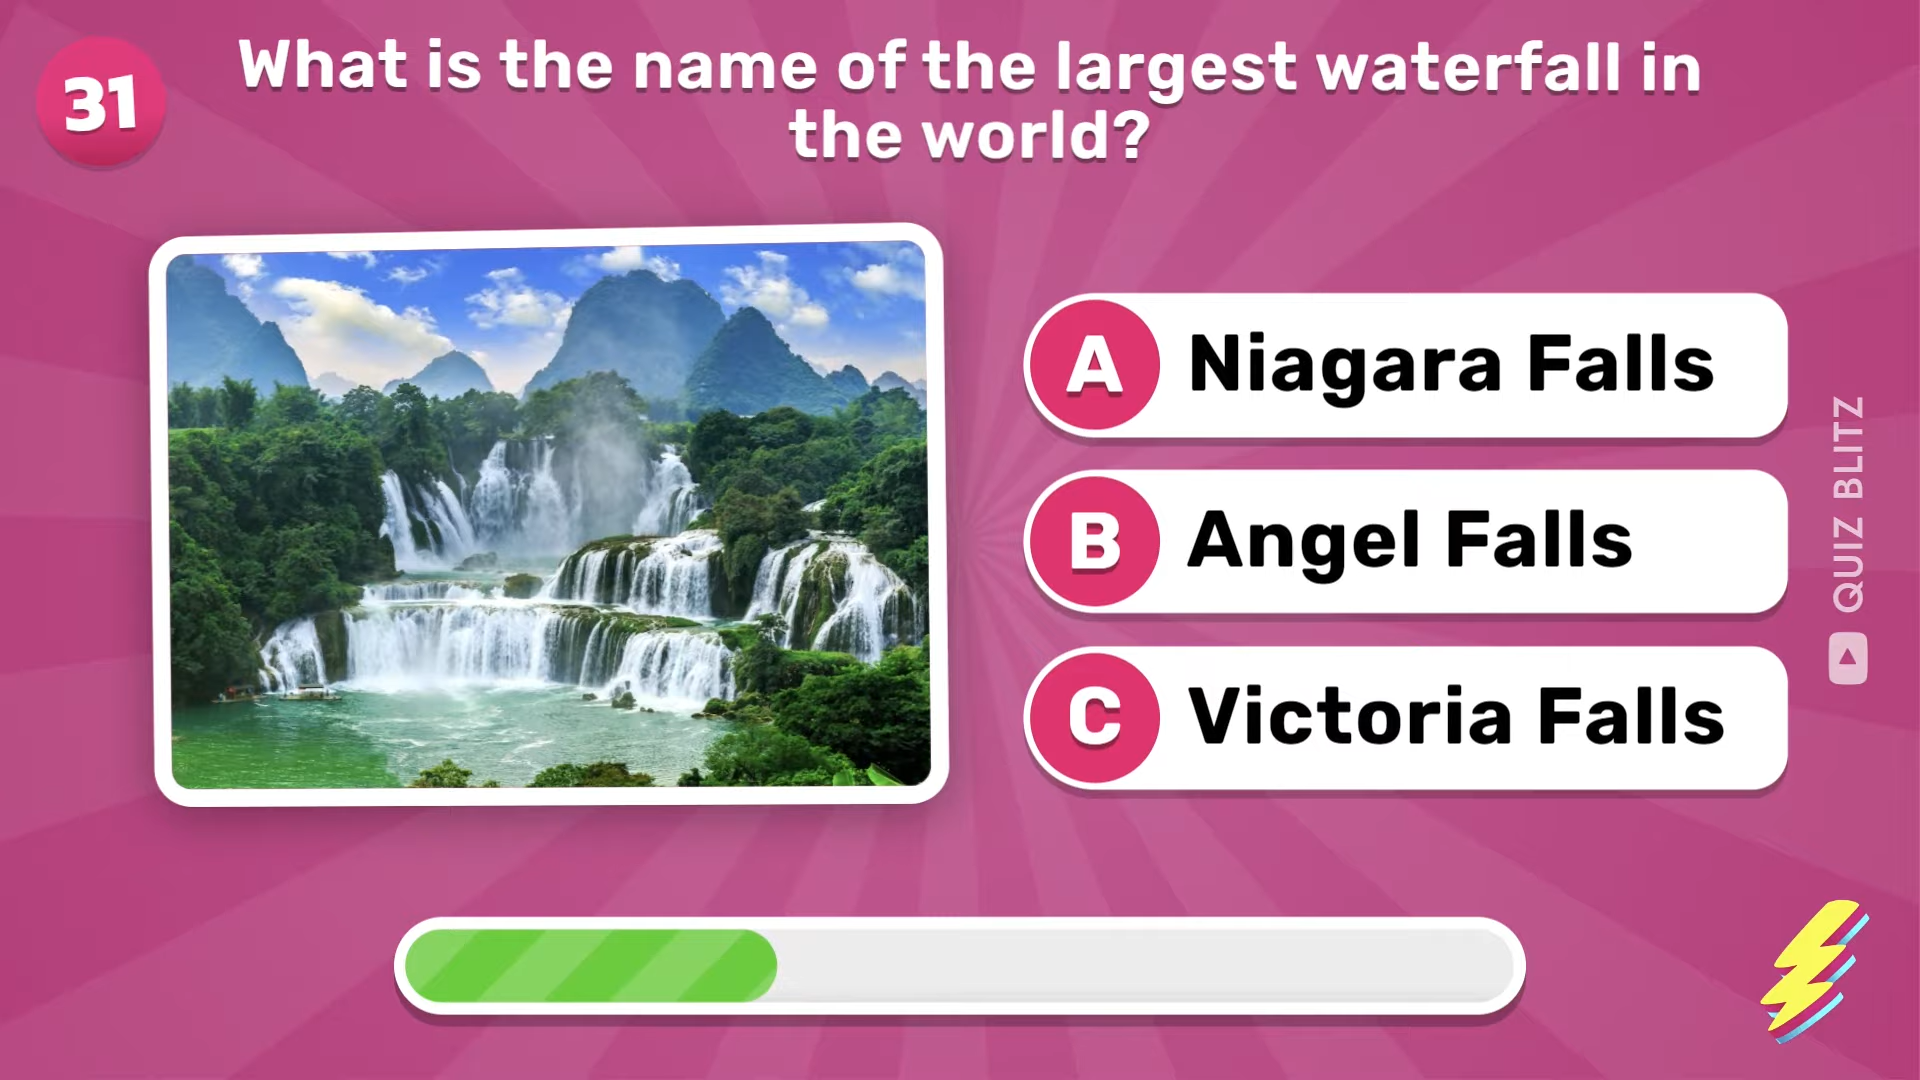 31
What is the name of the largest waterfall in
the world?
A Niagara Falls
B Angel Falls
C Victoria Falls
QUIZ BLITZ